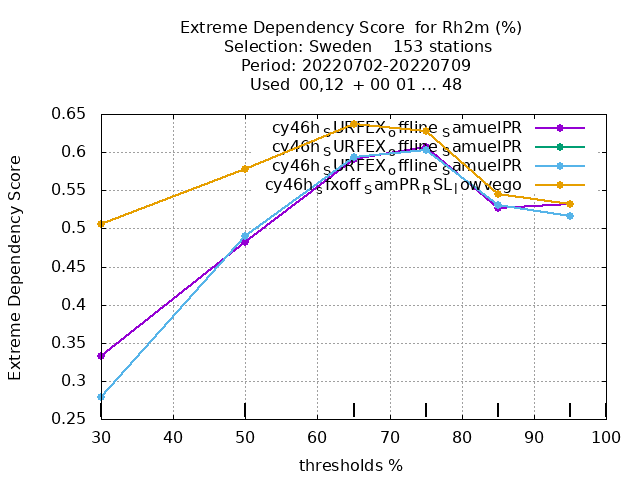 Extreme Dependency Score for Rh2m (%)
Selection: Sweden 153 stations
Period: 20220702-20220709
Used 00,12 + 00 01 ... 48
Extreme Dependency Score
0.65
0.6
0.55
0.5
0.45
0.4
0.35
0.3
0.25
cy46h_SURFEX_offline_SamuelPR
cy46h_SURFEX_offline_SamuelPR
cy46h_SURFEX_offline_SamuelPR
cy46h_sfxoff_SamPR_RSL_lowvego
30 40 50 60 70 80 90 100
thresholds %